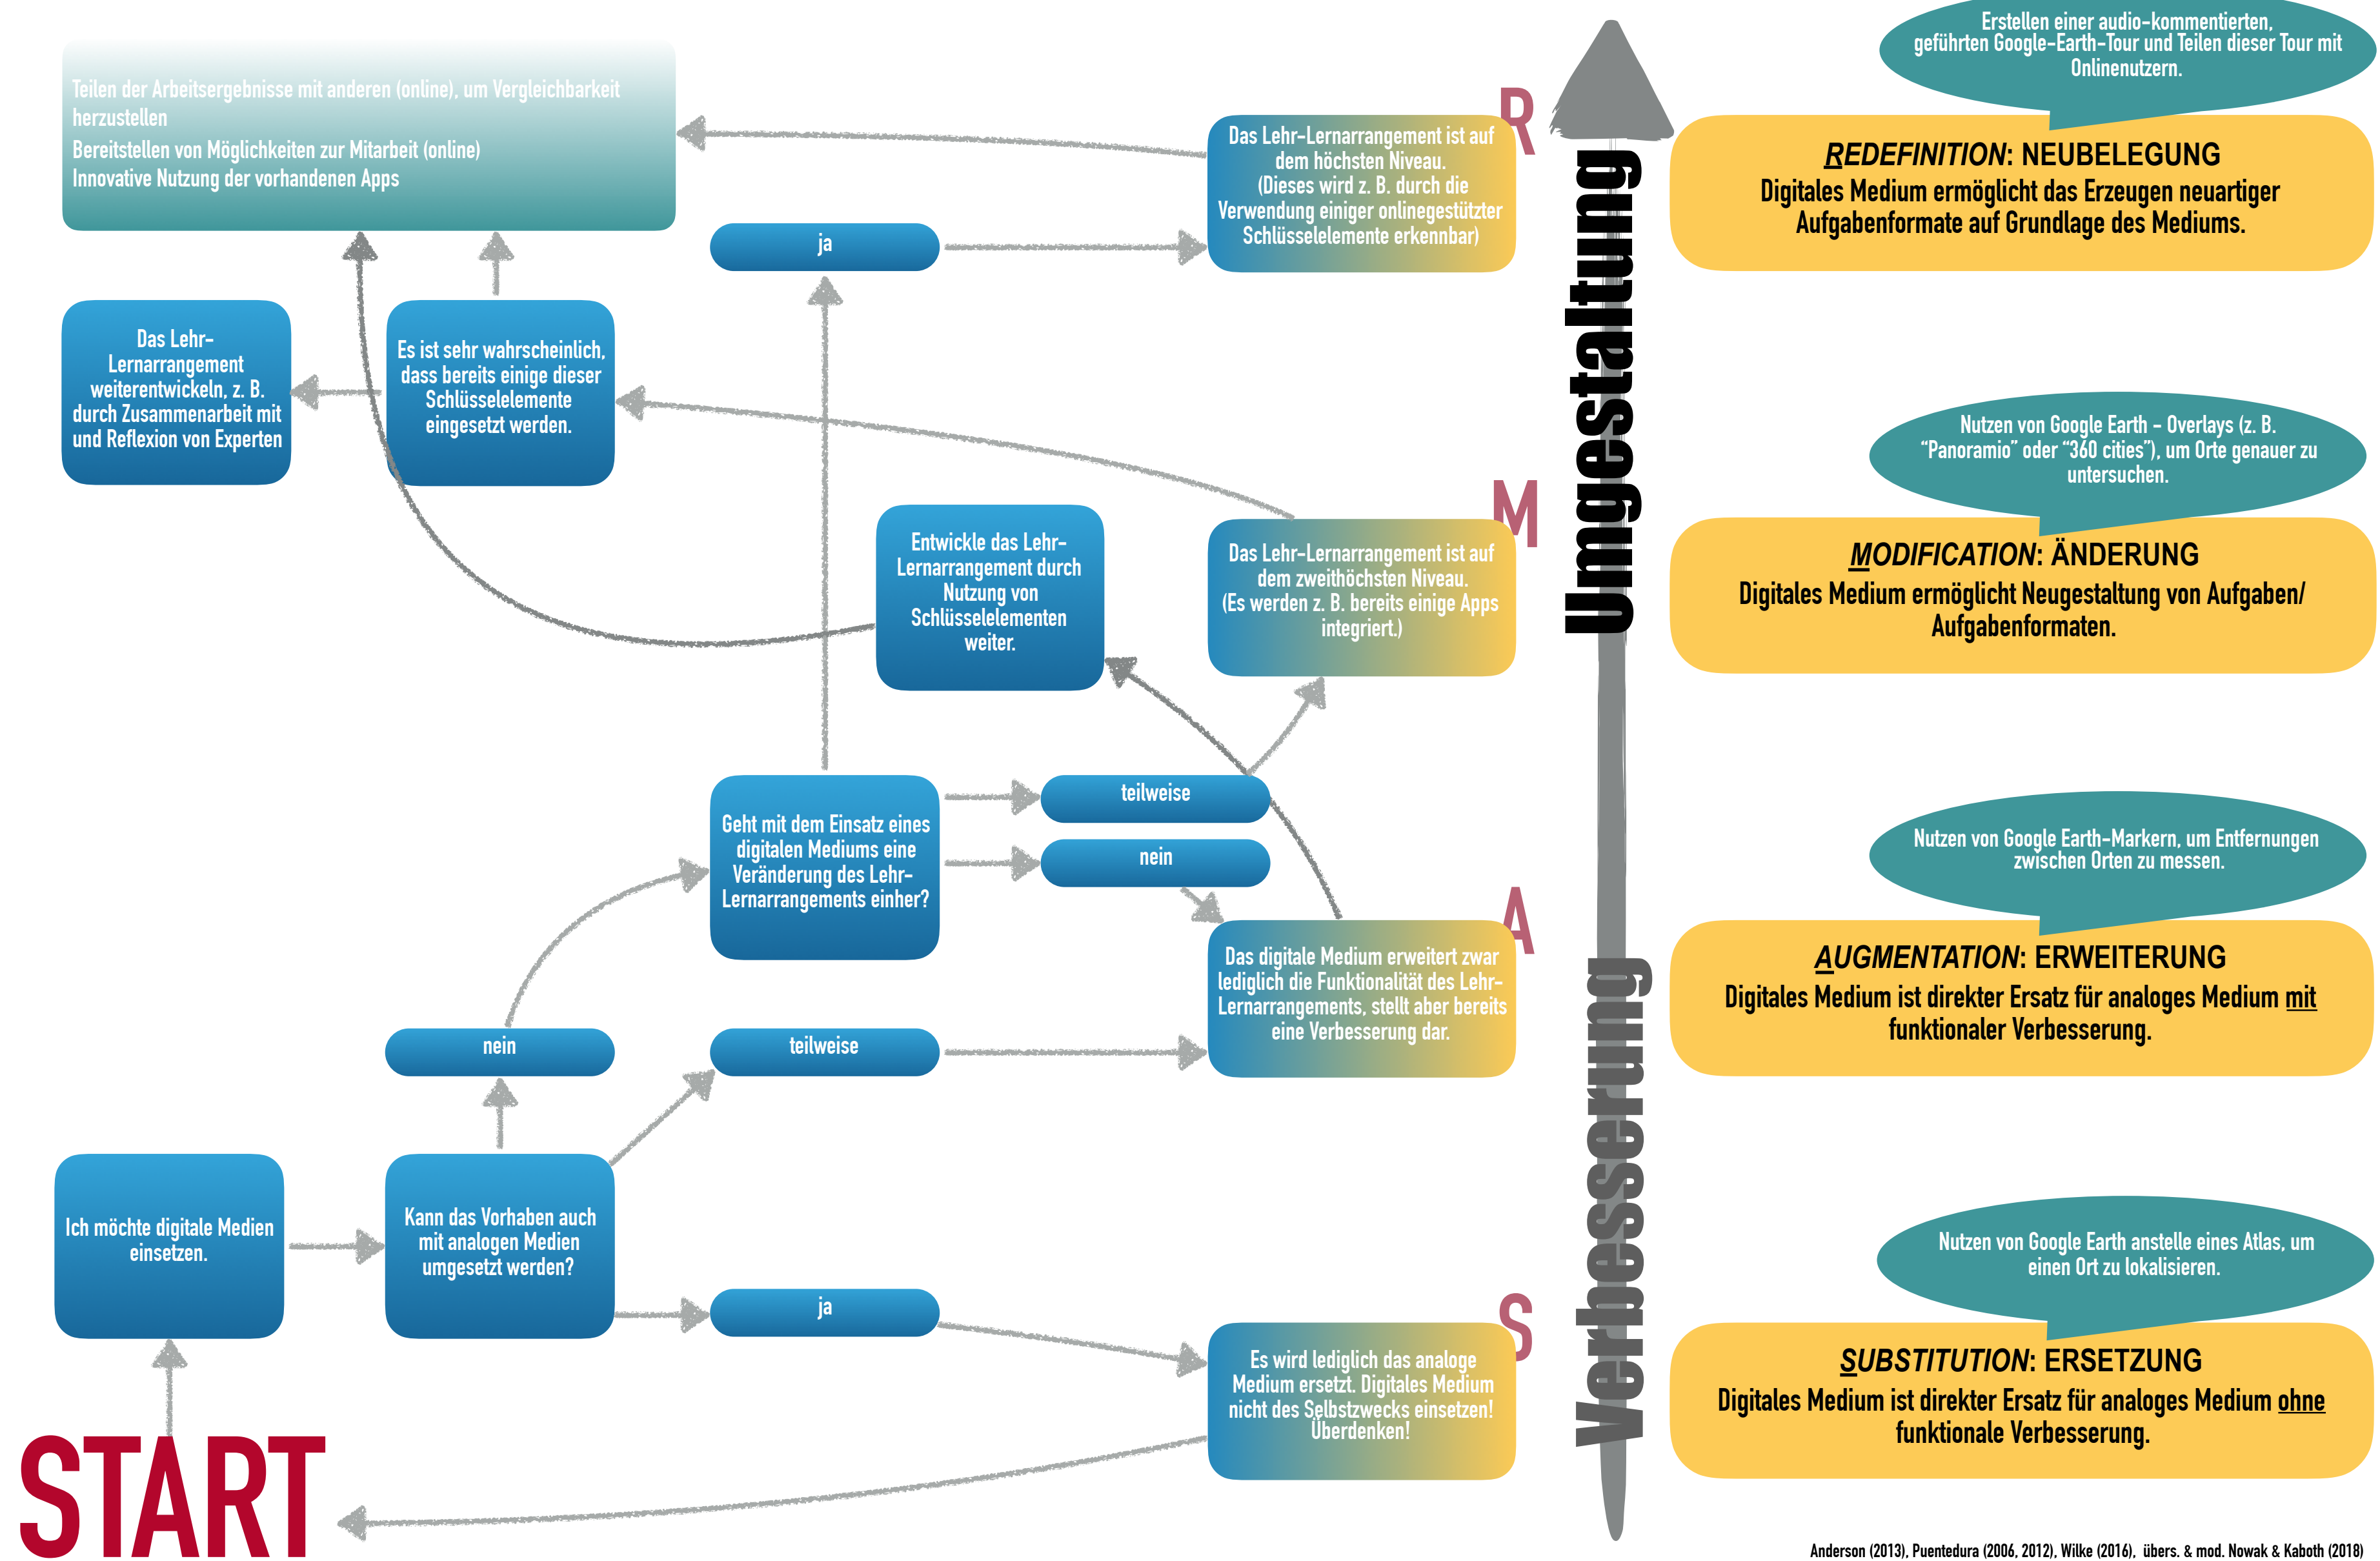 Teilen der Arbeitsergebnisse mit anderen (online), um Vergleichbarkeit
herzustellen
Bereitstellen von Möglichkeiten zur Mitarbeit (online)
Innovative Nutzung der vorhandenen Apps
ja
Das Lehr-Lernarrangement ist auf
dem höchsten Niveau.
(Dieses wird z. B. durch die
Verwendung einiger onlinegestützter
Schlüsselelemente erkennbar)
R
Das Lehr-
Lernarrangement
weiterentwickeln, z. B.
durch Zusammenarbeit mit
und Reflexion von Experten
Es ist sehr wahrscheinlich,
dass bereits einige dieser
Schlüsselelemente
eingesetzt werden.
Entwickle das Lehr-
Lernarrangement durch
Nutzung von
Schlüsselelementen
weiter.
Das Lehr-Lernarrangement ist auf
dem zweithöchsten Niveau.
(Es werden z. B. bereits einige Apps
integriert.)
M
Geht mit dem Einsatz eines
digitalen Mediums eine
Veränderung des Lehr-
Lernarrangements einher?
teilweise
nein
Das digitale Medium erweitert zwar
lediglich die Funktionalität des Lehr-
Lernarrangements, stellt aber bereits
eine Verbesserung dar.
A
nein
teilweise
Ich möchte digitale Medien
einsetzen.
Kann das Vorhaben auch
mit analogen Medien
umgesetzt werden?
ja
Es wird lediglich das analoge
Medium ersetzt. Digitales Medium
nicht des Selbstzwecks einsetzen!
Überdenken!
S
START
Umgestaltung
Verbesserung
Erstellen einer audio-kommentierten,
geführten Google-Earth-Tour und Teilen dieser Tour mit
Onlinenutzern.
REDEFINITION: NEUBELEGUNG
Digitales Medium ermöglicht das Erzeugen neuartiger
Aufgabenformate auf Grundlage des Mediums.
Nutzen von Google Earth - Overlays (z. B.
“Panoramio” oder “360 cities”), um Orte genauer zu
untersuchen.
MODIFICATION: ÄNDERUNG
Digitales Medium ermöglicht Neugestaltung von Aufgaben/
Aufgabenformaten.
Nutzen von Google Earth-Markern, um Entfernungen
zwischen Orten zu messen.
AUGMENTATION: ERWEITERUNG
Digitales Medium ist direkter Ersatz für analoges Medium mit
funktionaler Verbesserung.
Nutzen von Google Earth anstelle eines Atlas, um
einen Ort zu lokalisieren.
SUBSTITUTION: ERSETZUNG
Digitales Medium ist direkter Ersatz für analoges Medium ohne
funktionale Verbesserung.
Anderson (2013), Puentedura (2006, 2012), Wilke (2016), übers. & mod. Nowak & Kaboth (2018)